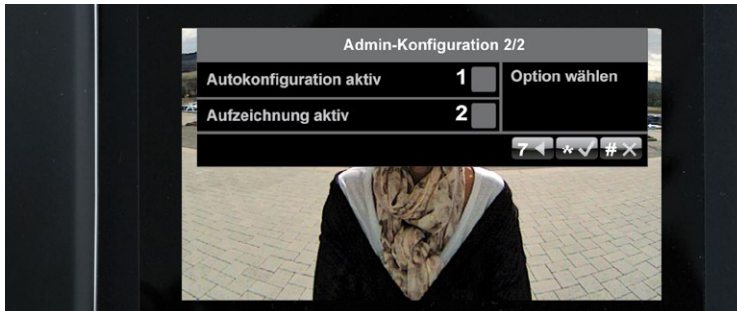 Admin-Konfiguration 2/2
Autokonfiguration aktiv 1
Option wählen
Aufzeichnung aktiv 2
7 * #